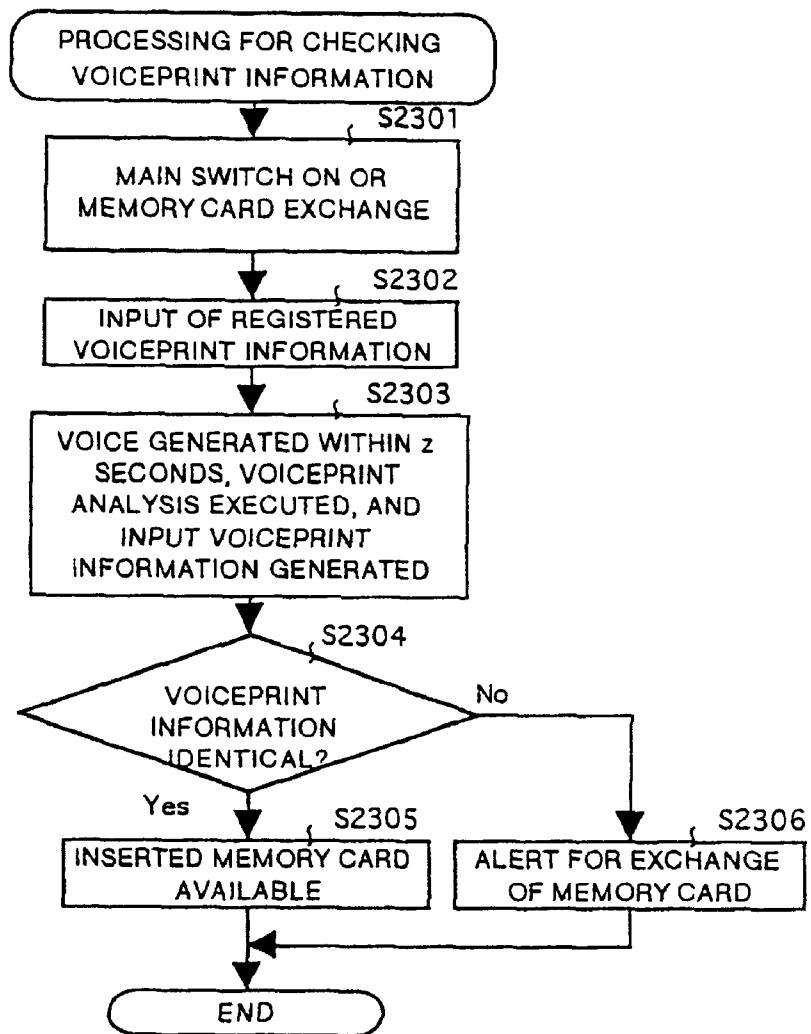 PROCESSING FOR CHECKING
VOICEPRINT INFORMATION
S2301
MAIN SWITCH ON OR
MEMORY CARD EXCHANGE
S2302
INPUT OF REGISTERED
VOICEPRINT INFORMATION
S2303
VOICE GENERATED WITHIN z
SECONDS, VOICEPRINT
ANALYSIS EXECUTED, AND
INPUT VOICEPRINT
INFORMATION GENERATED
S2304
VOICEPRINT
INFORMATION
IDENTICAL?
No
Yes
S2305
INSERTED MEMORY CARD
AVAILABLE
S2306
ALERT FOR EXCHANGE
OF MEMORY CARD
END